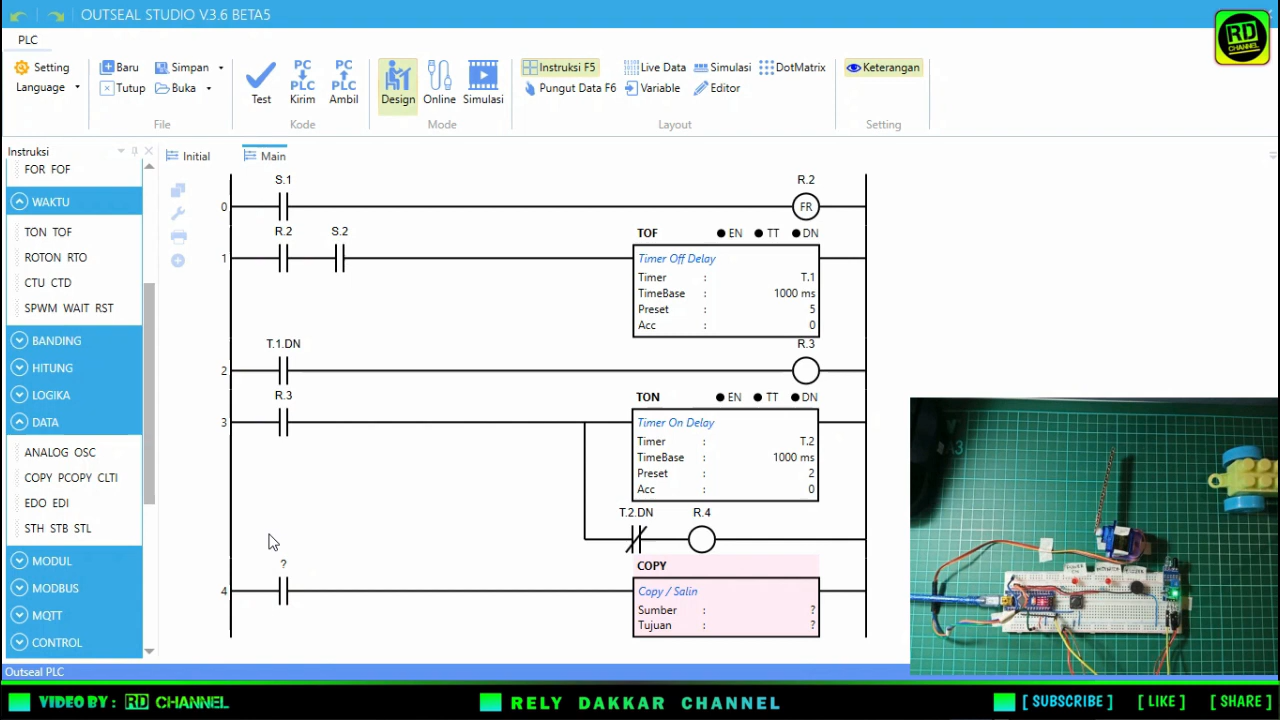 OUTSEAL STUDIO V.3.6 BETA5
RD
CHANNEL
PLC
Setting
Language
Baru
Simpan
Tutup
Buka
File
Test
PC PLC Kirim
PC PLC Ambil
Kode
Design
Online
Simulasi
Mode
Instruksi F5
Live Data
Simulasi
DotMatrix
Pungut Data F6
Variable
Editor
Layout
Keterangan
Setting
Instruksi
FOR FOF
WAKTU
TON TOF
ROTON RTO
CTU CTD
SPWM WAIT RST
BANDING
HITUNG
LOGIKA
DATA
ANALOG OSC
COPY PCOPY CLTI
EDO EDI
STH STB STL
MODUL
MODBUS
MQTT
CONTROL
Initial
Main
S.1
R.2
0
FR
R.2
S.2
TOF
EN
TT
DN
1
Timer Off Delay
Timer : T.1
TimeBase : 1000 ms
Preset : 5
Acc : 0
T.1.DN
R.3
2
R.3
TON
EN
TT
DN
3
Timer On Delay
Timer : T.2
TimeBase : 1000 ms
Preset : 2
Acc : 0
T.2.DN
R.4
?
COPY
4
Copy / Salin
Sumber : ?
Tujuan : ?
Outseal PLC
VIDEO BY : RD CHANNEL
RELY DAKKAR CHANNEL
[ SUBSCRIBE ]
[ LIKE ]
[ SHARE ]